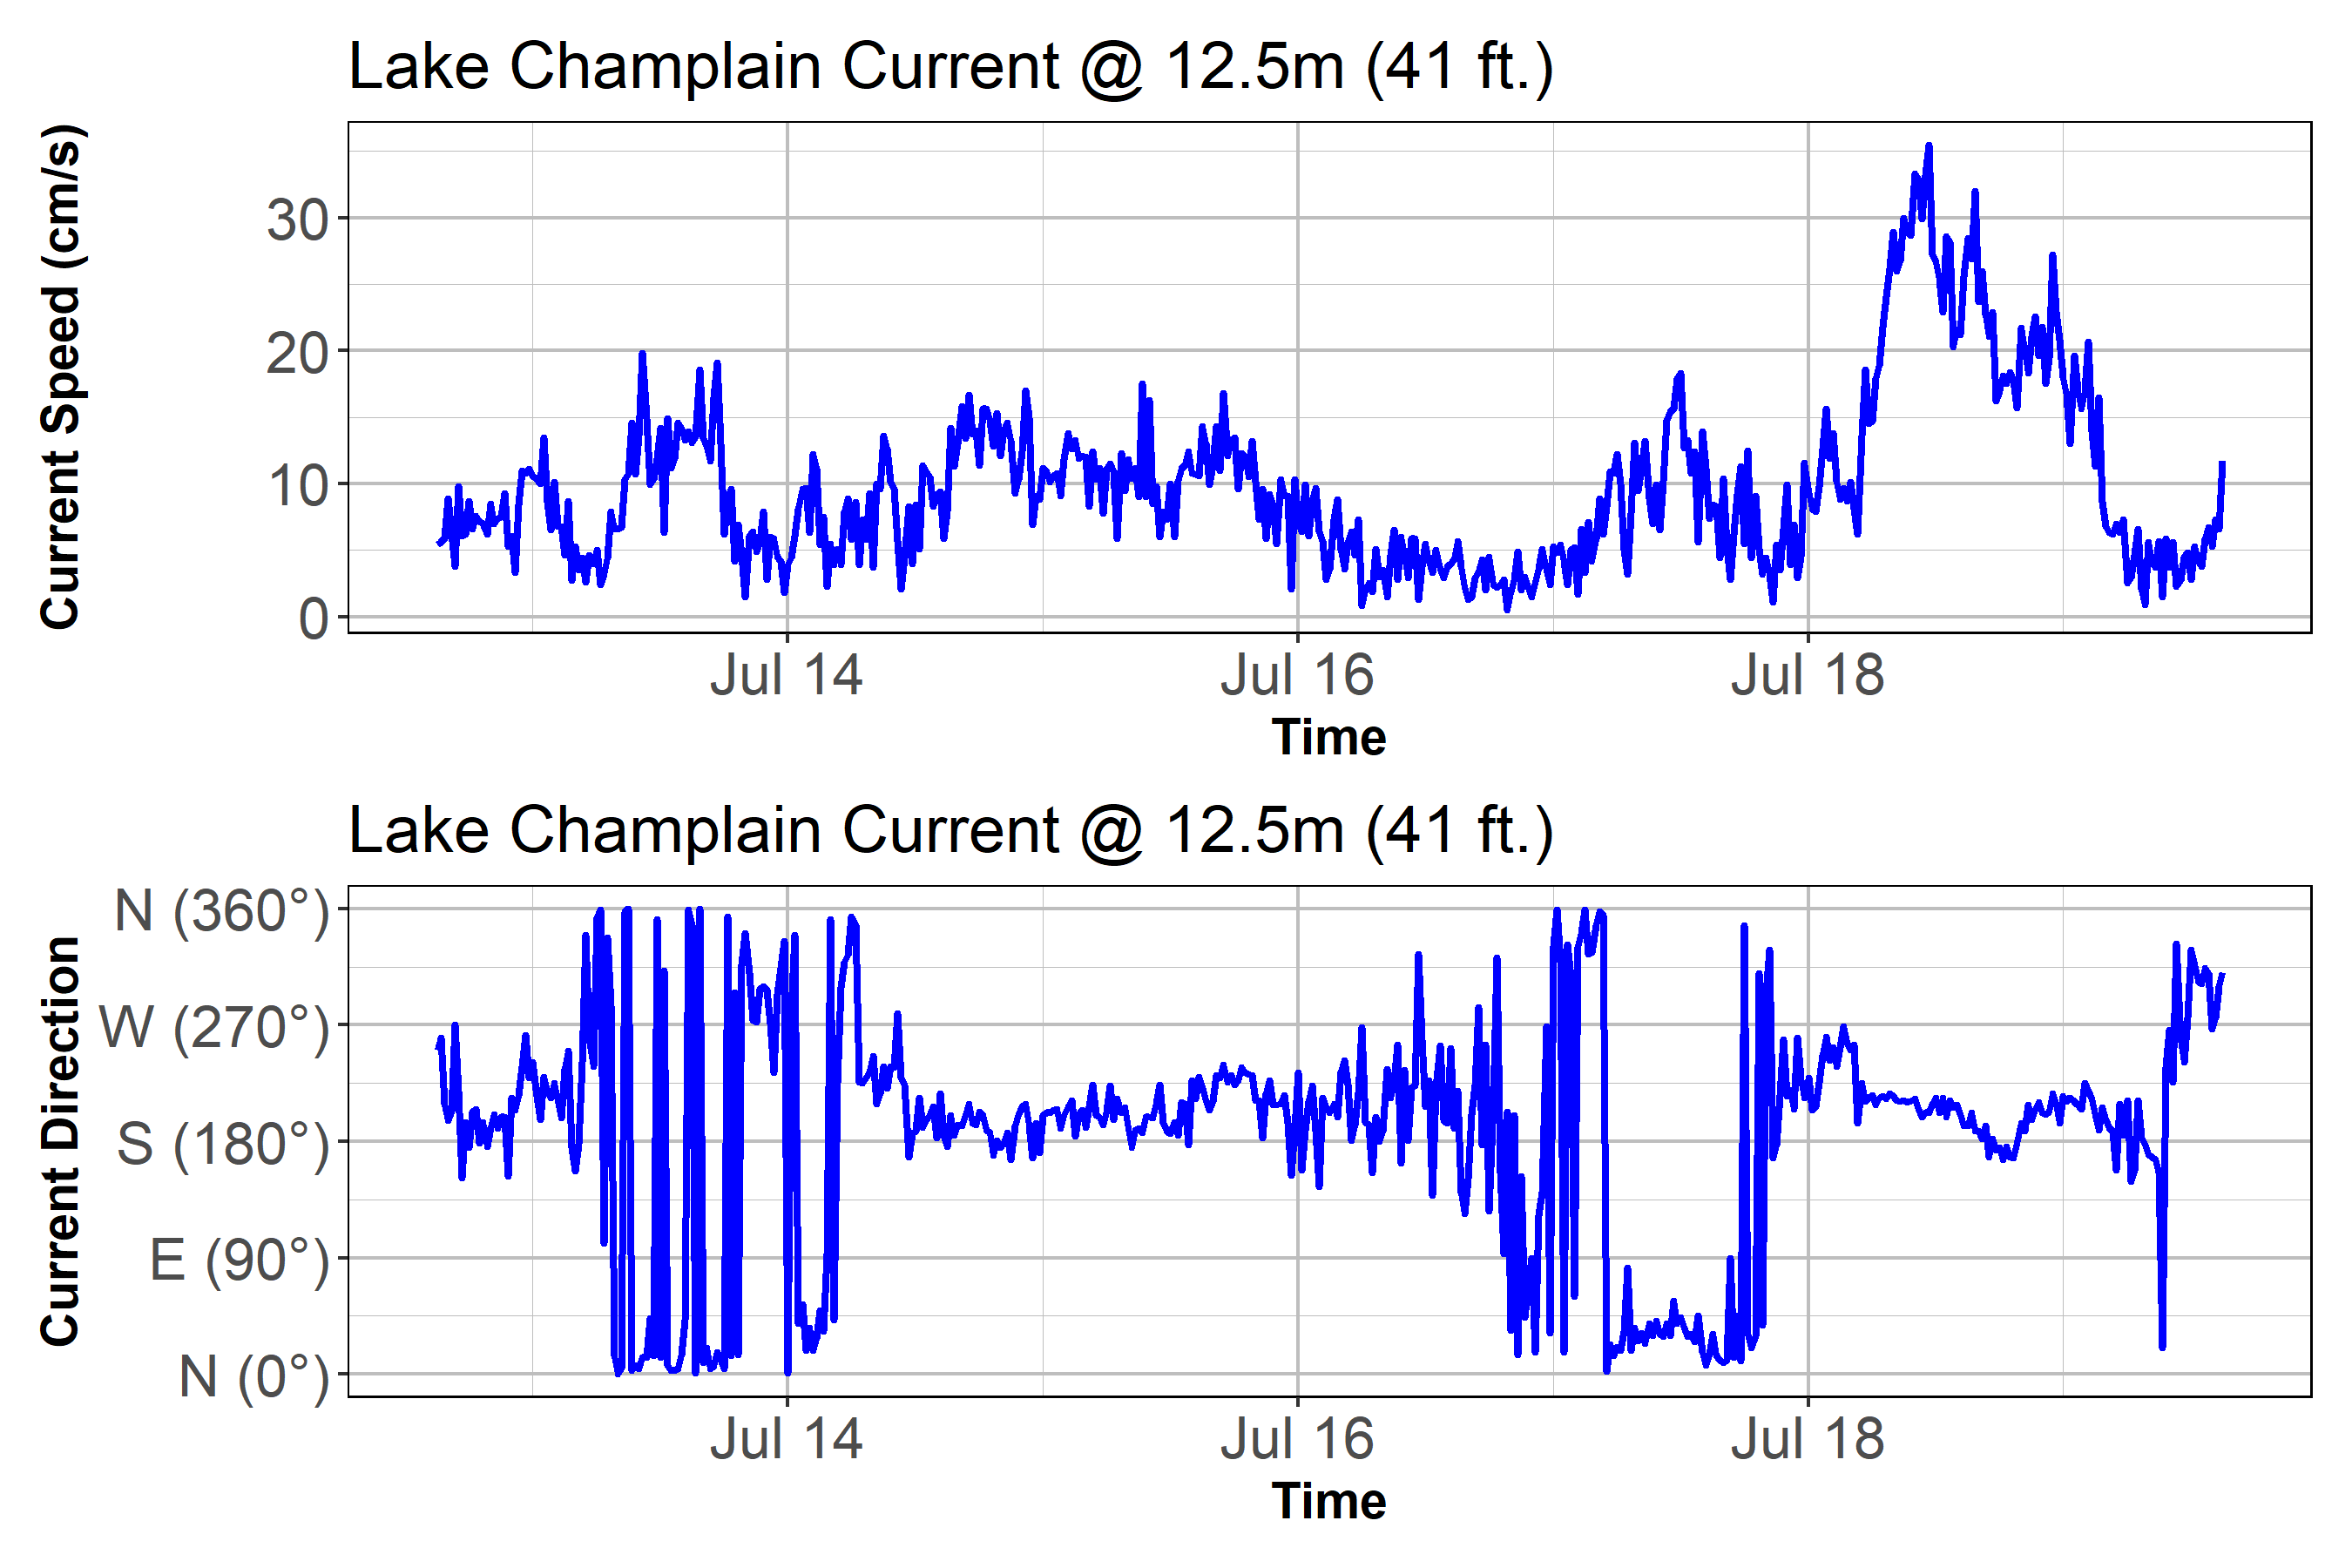 Lake Champlain Current @ 12.5m (41 ft.)
Current Speed (cm/s)
30
20
10
0
Jul 14 Jul 16 Jul 18
Time
Lake Champlain Current @ 12.5m (41 ft.)
Current Direction
N (360°)
W (270°)
S (180°)
E (90°)
N (0°)
Jul 14 Jul 16 Jul 18
Time